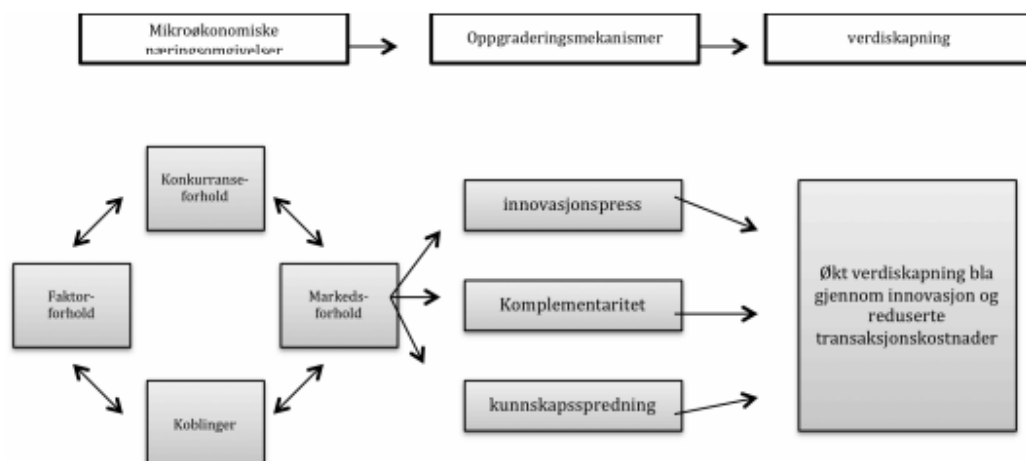 Mikroøkonomiske
næringsomgivelser
Oppgraderingsmekanismer
verdiskapning
Konkurranse-
forhold
Faktor-
forhold
Markeds-
forhold
Koblinger
innovasjonspress
Komplementaritet
kunnskapsspredning
Økt verdiskapning bla
gjennom innovasjon og
reduserte
transaksjonskostnader